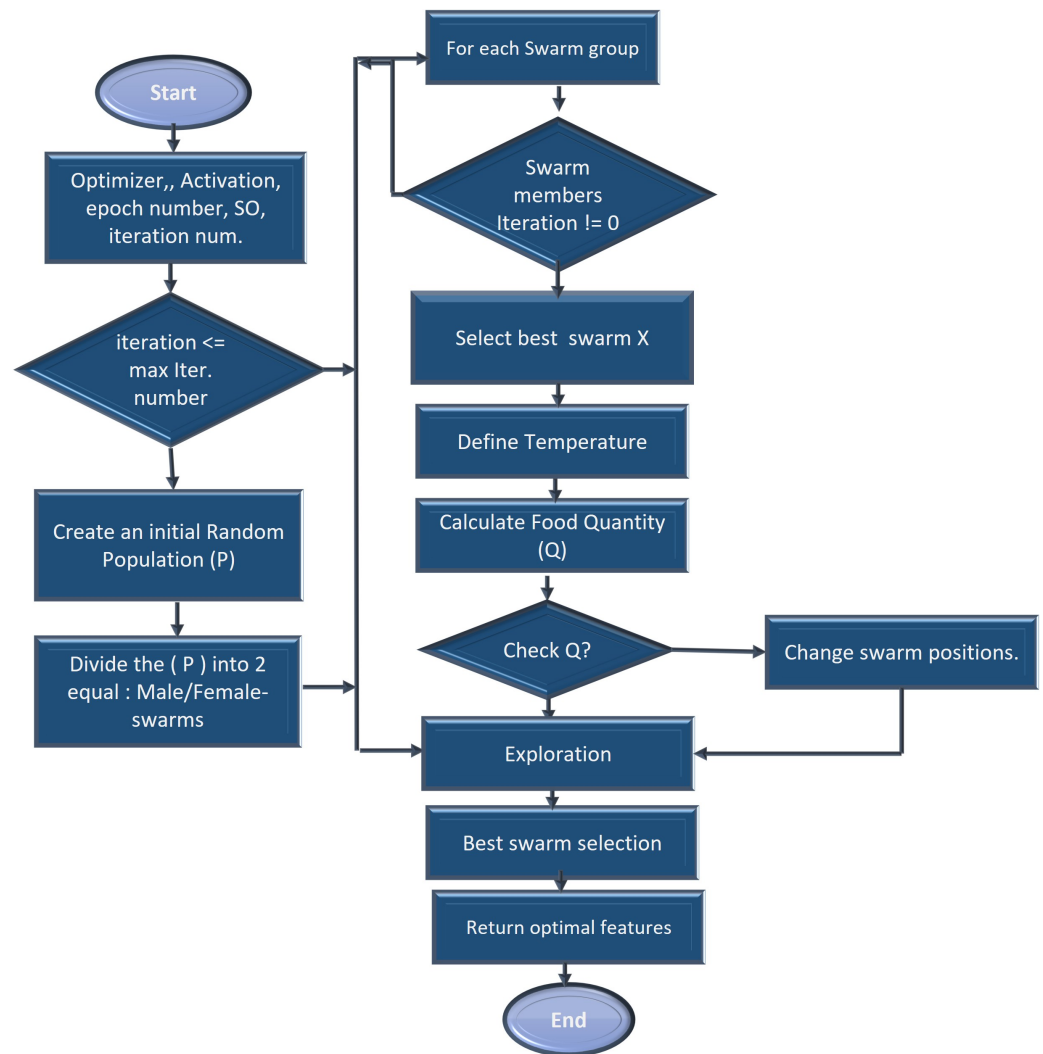 Start
Optimizer,, Activation,
epoch number, SO,
iteration num.
iteration <=
max Iter.
number
Create an initial Random
Population (P)
Divide the ( P ) into 2
equal : Male/Female-
swarms
For each Swarm group
Swarm
members
Iteration != 0
Select best swarm X
Define Temperature
Calculate Food Quantity
(Q)
Check Q?
Change swarm positions.
Exploration
Best swarm selection
Return optimal features
End